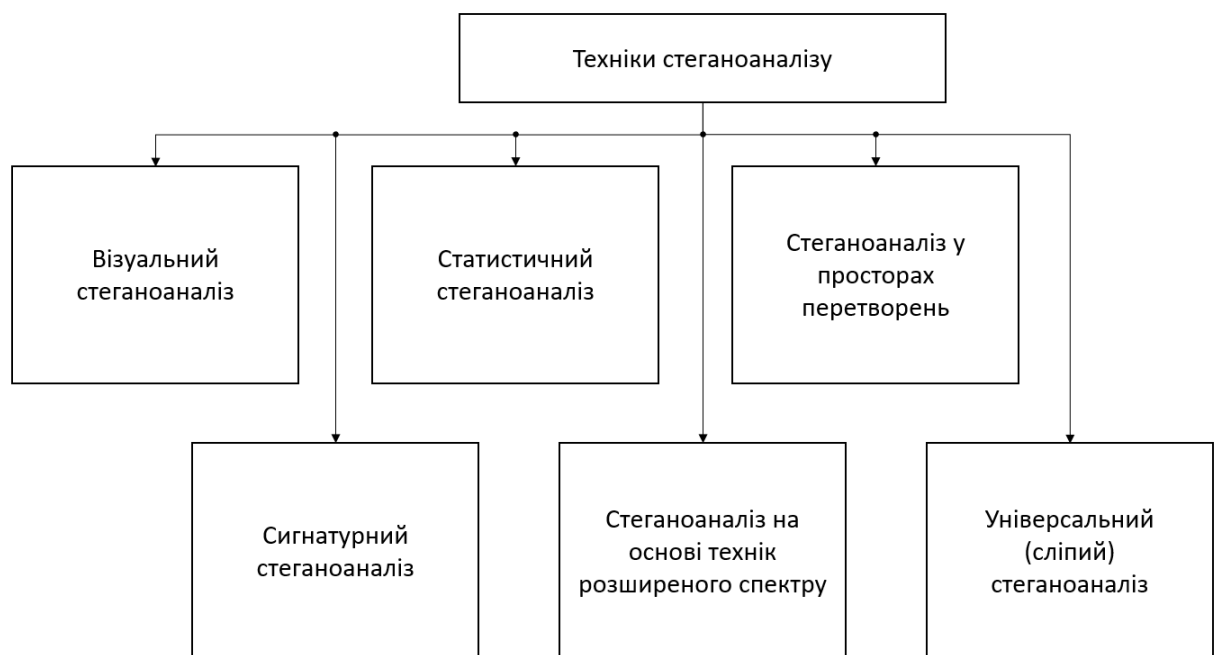 Техніки стеганоаналізу
Візуальний
стеганоаналіз
Статистичний
стеганоаналіз
Стеганоаналіз у
просторах
перетворень
Сигнатурний
стеганоаналіз
Стеганоаналіз на
основі технік
розширеного спектру
Універсальний
(сліпий)
стеганоаналіз